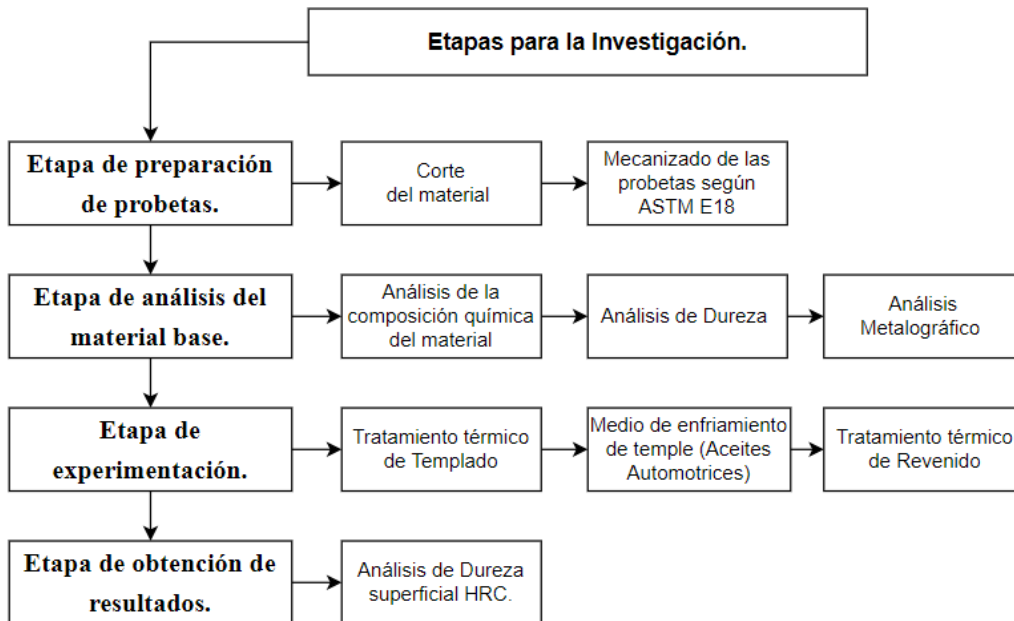 Etapas para la Investigación.
Etapa de preparación
de probetas.
Corte
del material
Mecanizado de las
probetas según
ASTM E18
Etapa de análisis del
material base.
Análisis de la
composición química
del material
Análisis de Dureza
Análisis
Metalográfico
Etapa de
experimentación.
Tratamiento térmico
de Templado
Medio de enfriamiento
de temple (Aceites
Automotrices)
Tratamiento térmico
de Revenido
Etapa de obtención de
resultados.
Análisis de Dureza
superficial HRC.